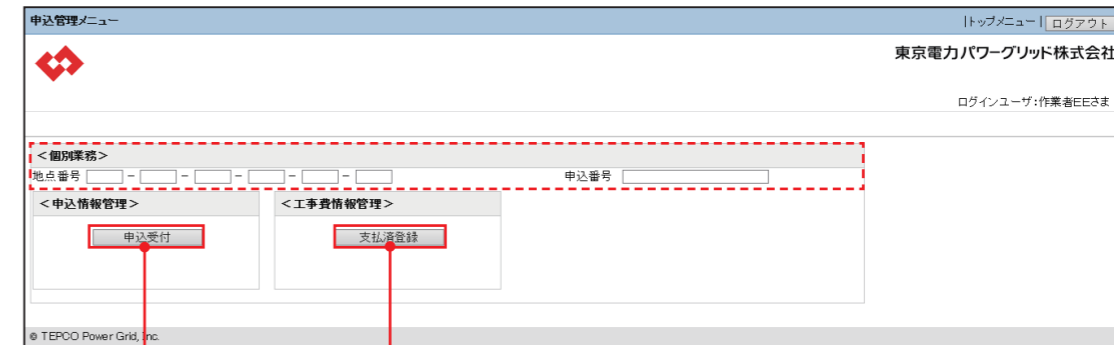 申込管理メニュー |トップメニュー| ログアウト
東京電力パワーグリッド株式会社
ログインユーザ:作業者EEさま
＜個別業務＞
地点番号 － － － － － 申込番号
＜申込情報管理＞ ＜工事費情報管理＞
申込受付 支払済登録
© TEPCO Power Grid, Inc.